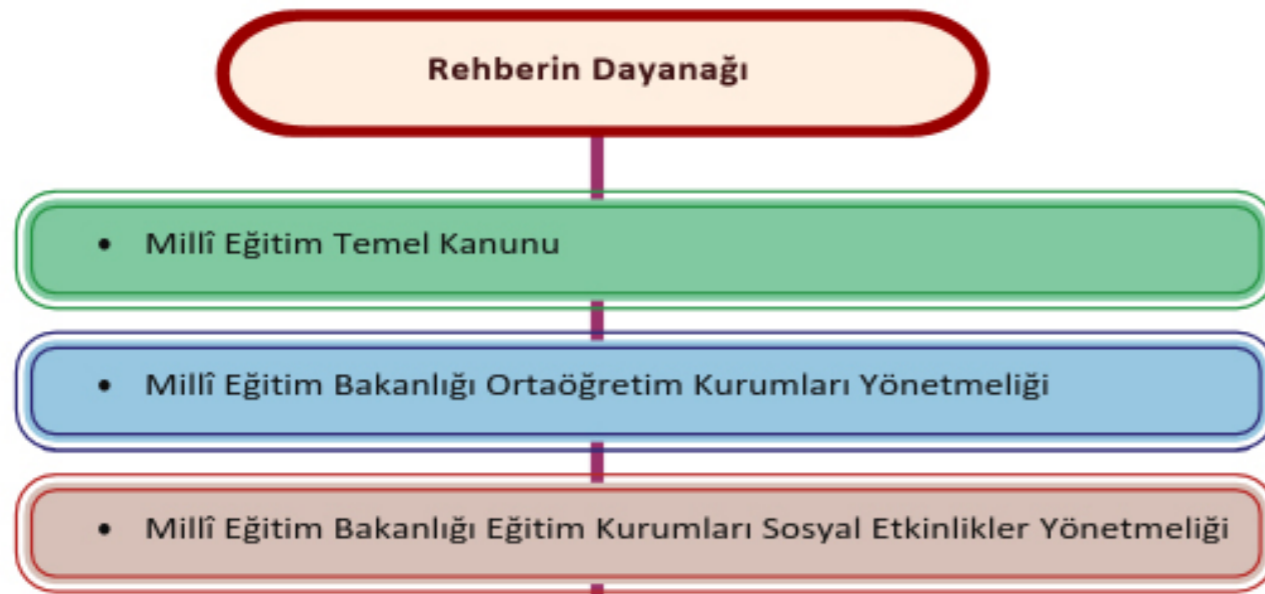 Rehberin Dayanağı
• Millî Eğitim Temel Kanunu
• Millî Eğitim Bakanlığı Ortaöğretim Kurumları Yönetmeliği
• Millî Eğitim Bakanlığı Eğitim Kurumları Sosyal Etkinlikler Yönetmeliği